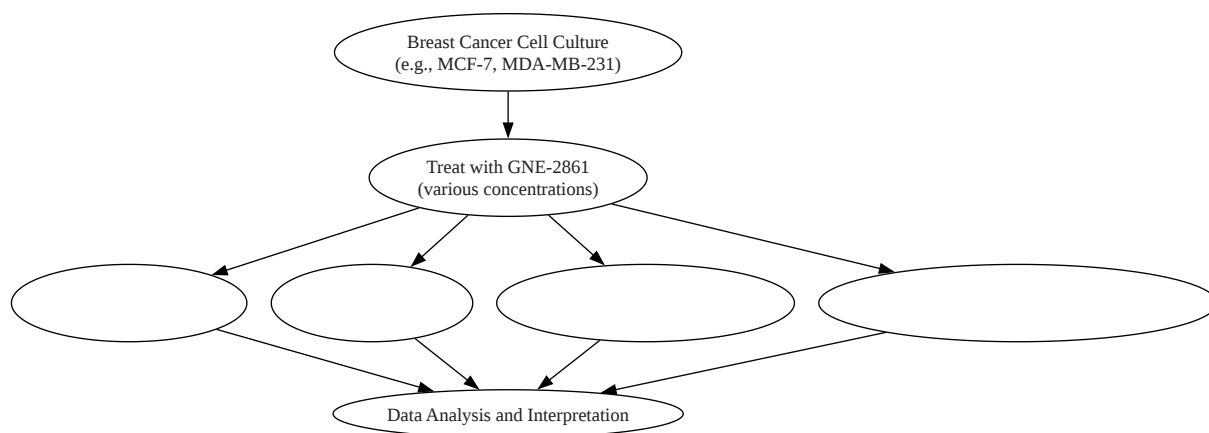 Breast Cancer Cell Culture
(e.g., MCF-7, MDA-MB-231)
Treat with GNE-2861
(various concentrations)
Data Analysis and Interpretation